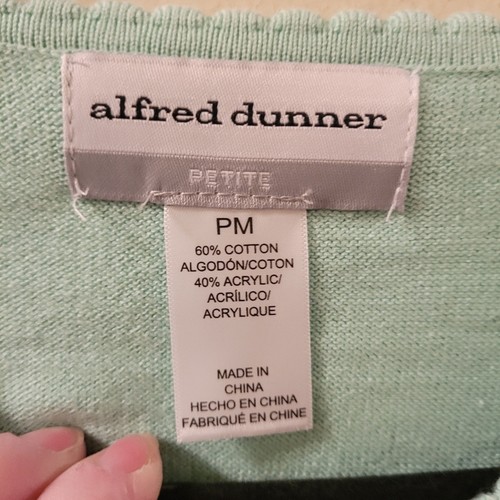 alfred dunner
PETITE
PM
60% COTTON
ALGODÓN/COTON
40% ACRYLIC/
ACRÍLICO/
ACRYLIQUE
MADE IN
CHINA
HECHO EN CHINA
FABRIQUÉ EN CHINE